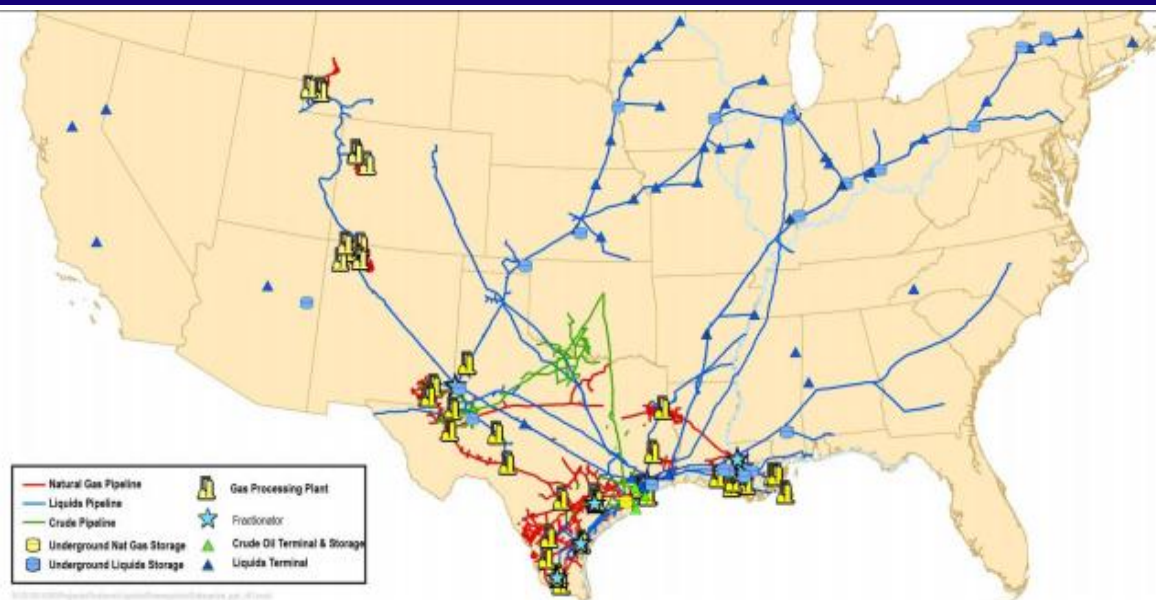 Natural Gas Pipeline
Liquids Pipeline
Crude Pipeline
Underground Nat Gas Storage
Underground Liquids Storage
Gas Processing Plant
Fractionator
Crude Oil Terminal & Storage
Liquids Terminal